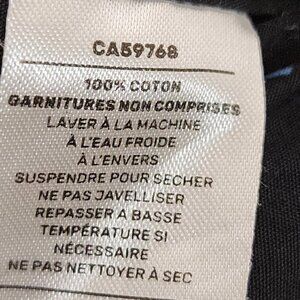 CA59768
100% COTON
GARNITURES NON COMPRISES
LAVER À LA MACHINE
À L'EAU FROIDE
À L'ENVERS
SUSPENDRE POUR SÉCHER
NE PAS JAVELLISER
REPASSER À BASSE
TEMPÉRATURE SI
NÉCESSAIRE
NE PAS NETTOYER À SEC